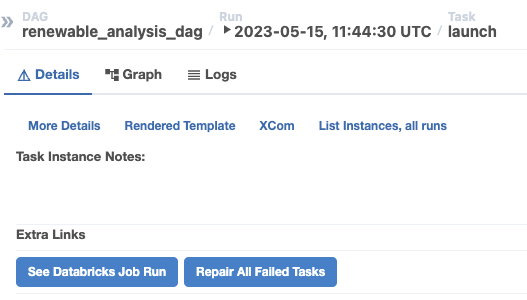 DAG Run Task
renewable_analysis_dag / 2023-05-15, 11:44:30 UTC / launch
Details Graph Logs
More Details Rendered Template XCom List Instances, all runs
Task Instance Notes:
Extra Links
See Databricks Job Run Repair All Failed Tasks